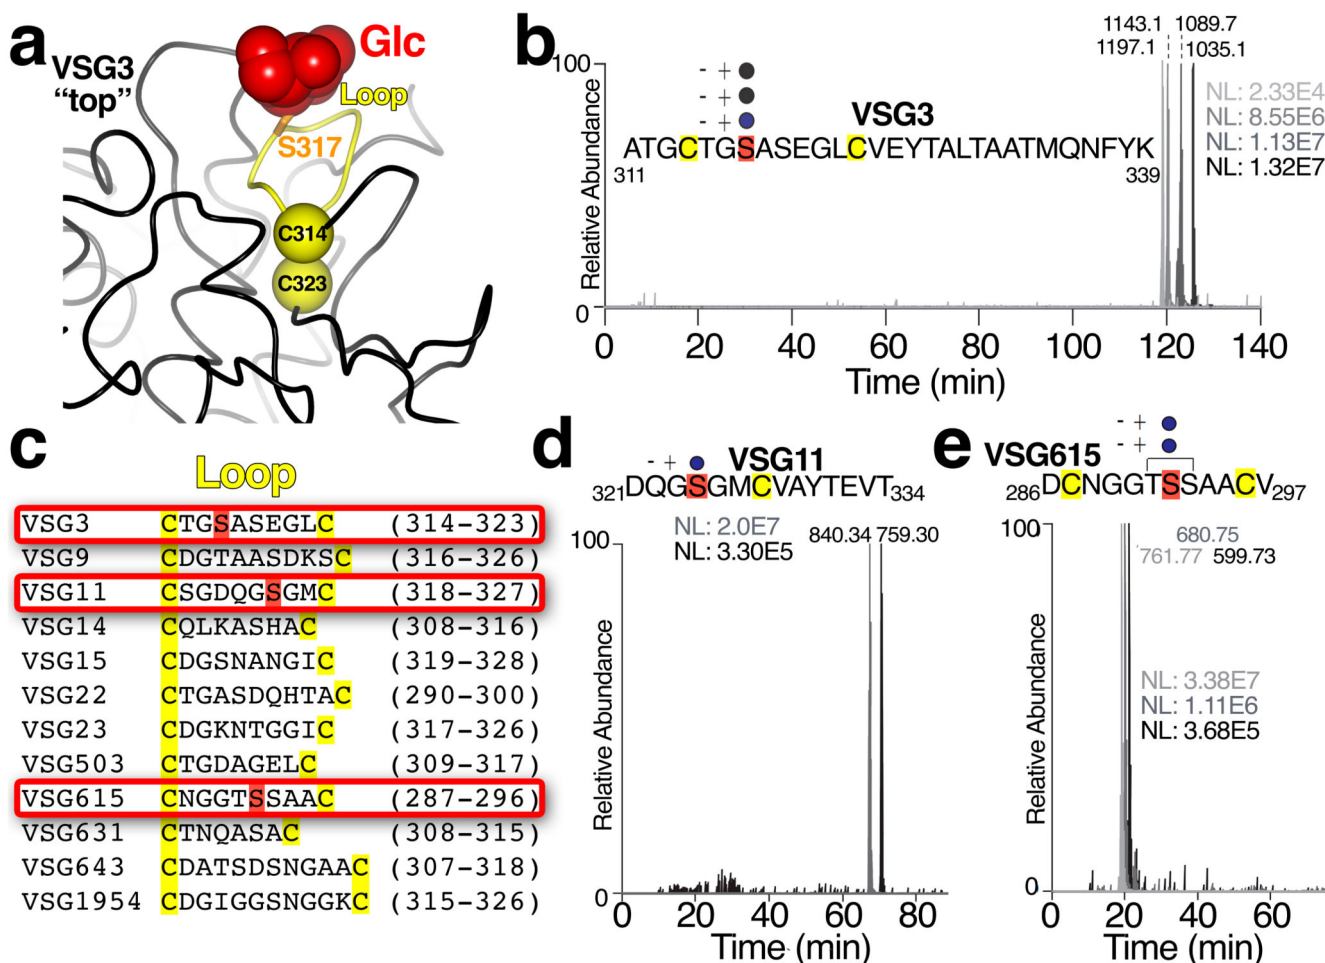 a
VSG3
"top"
Glc
Loop
S317
C314
C323
b
1143.1 1089.7
1197.1 1035.1
100
- +
- +
- +
VSG3
ATGCTGSASEGLCVEYTALTAATMQNFYK
311 339
NL: 2.33E4
NL: 8.55E6
NL: 1.13E7
NL: 1.32E7
Relative Abundance
0
0 20 40 60 80 100 120 140
Time (min)
c
Loop
VSG3 CTGSASEGLC (314-323)
VSG9 CDGTAASDKSC (316-326)
VSG11 CSGDQGSGMC (318-327)
VSG14 CQLKASHAC (308-316)
VSG15 CDGSNANGIC (319-328)
VSG22 CTGASDQHTAC (290-300)
VSG23 CDGKNTGGIC (317-326)
VSG503 CTGDAGELC (309-317)
VSG615 CNGGTSSAAC (287-296)
VSG631 CTNQASAC (308-315)
VSG643 CDATSDSNGAAC (307-318)
VSG1954 CDGIGGSNGGKC (315-326)
d
- + VSG11
321DQGSGMCVAYTEVT334
NL: 2.0E7
NL: 3.30E5
100
840.34 759.30
Relative Abundance
0
0 20 40 60 80
Time (min)
e
- +
- +
VSG615
286DCNGGTSSAACV297
100
680.75
761.77 599.73
NL: 3.38E7
NL: 1.11E6
NL: 3.68E5
Relative Abundance
0
0 20 40 60
Time (min)